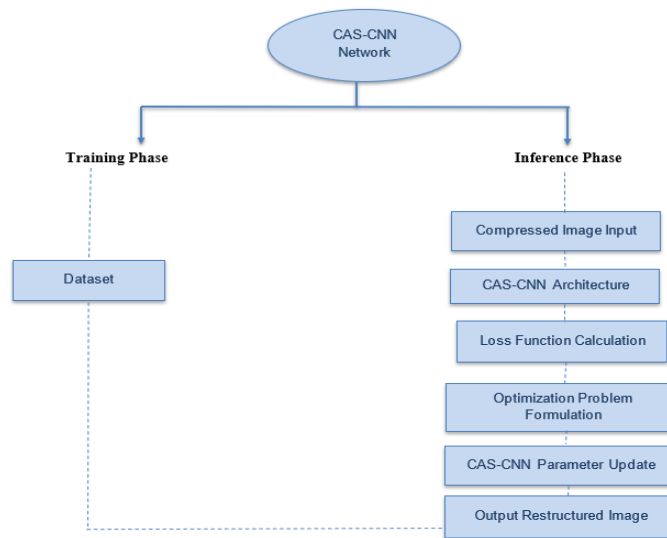 CAS-CNN
Network
Training Phase
Inference Phase
Compressed Image Input
Dataset
CAS-CNN Architecture
Loss Function Calculation
Optimization Problem
Formulation
CAS-CNN Parameter Update
Output Restructured Image